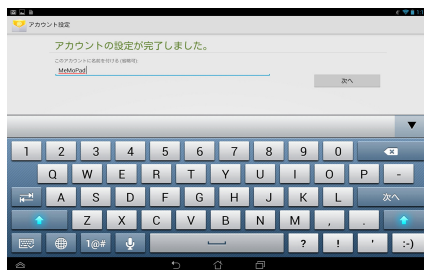 アカウント設定
アカウントの設定が完了しました。
このアカウントに名前を付ける (省略可)
MeMoPad
次へ
1 2 3 4 5 6 7 8 9 0
Q W E R T Y U I O P -
A S D F G H J K L 次へ
Z X C V B N M , .
1@# ? ! ' :-)